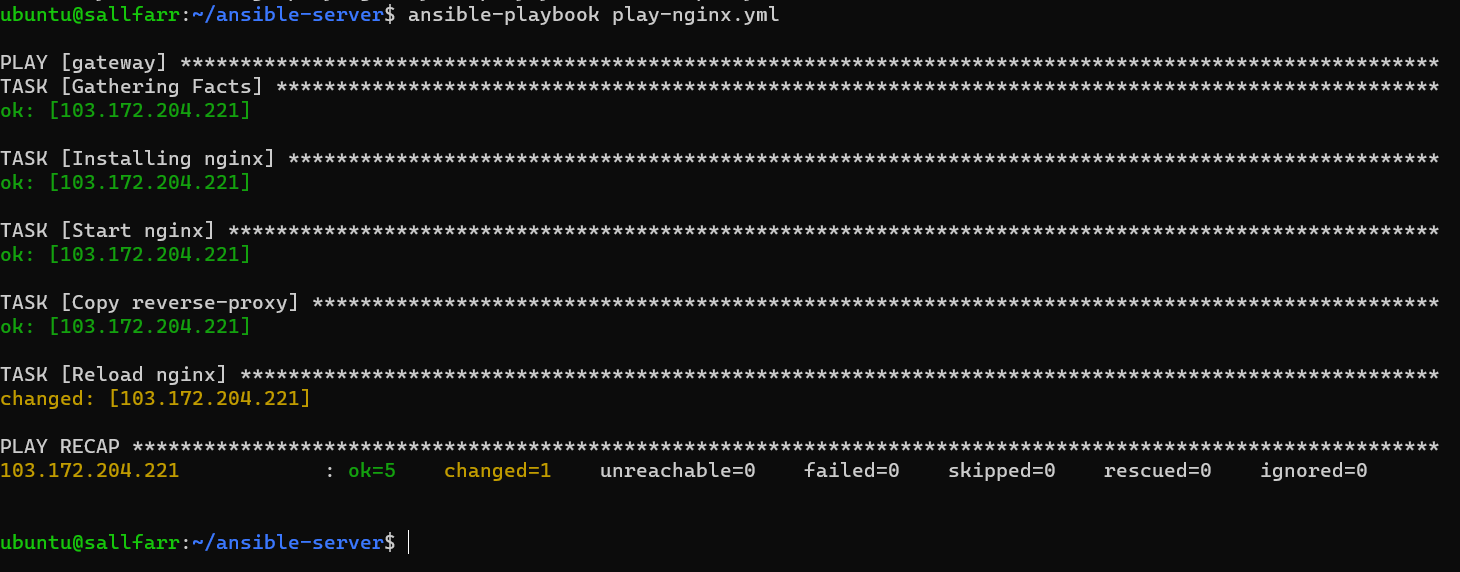 ubuntu@sallfarr:~/ansible-server$ ansible-playbook play-nginx.yml
PLAY [gateway] *********************************************************************************************************
TASK [Gathering Facts] *************************************************************************************************
ok: [103.172.204.221]
TASK [Installing nginx] ************************************************************************************************
ok: [103.172.204.221]
TASK [Start nginx] *****************************************************************************************************
ok: [103.172.204.221]
TASK [Copy reverse-proxy] **********************************************************************************************
ok: [103.172.204.221]
TASK [Reload nginx] ****************************************************************************************************
changed: [103.172.204.221]
PLAY RECAP *************************************************************************************************************
103.172.204.221            : ok=5    changed=1    unreachable=0    failed=0    skipped=0    rescued=0    ignored=0
ubuntu@sallfarr:~/ansible-server$